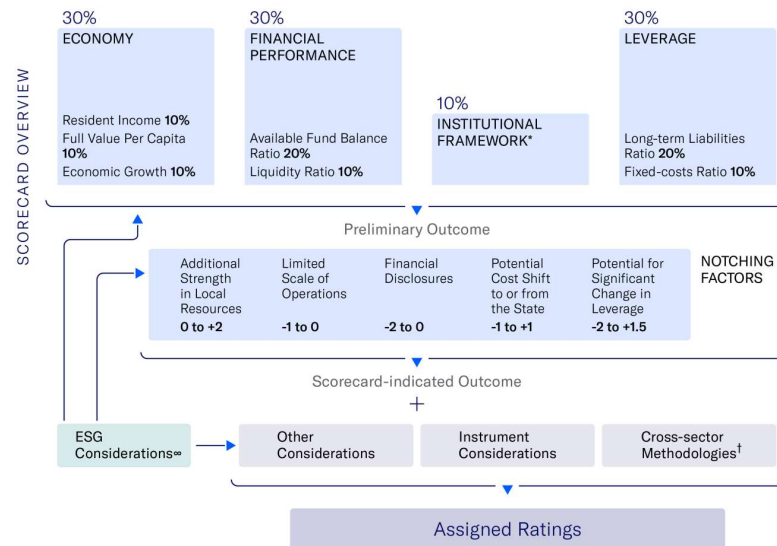 SCORECARD OVERVIEW
30%
ECONOMY
Resident Income 10%
Full Value Per Capita
10%
Economic Growth 10%
30%
FINANCIAL
PERFORMANCE
Available Fund Balance
Ratio 20%
Liquidity Ratio 10%
10%
INSTITUTIONAL
FRAMEWORK*
30%
LEVERAGE
Long-term Liabilities
Ratio 20%
Fixed-costs Ratio 10%
Preliminary Outcome
Additional
Strength
in Local
Resources
0 to +2
Limited
Scale of
Operations
-1 to 0
Financial
Disclosures
-2 to 0
Potential
Cost Shift
to or from
the State
-1 to +1
Potential for
Significant
Change in
Leverage
-2 to +1.5
NOTCHING
FACTORS
Scorecard-indicated Outcome
+
ESG
Considerations∞
Other
Considerations
Instrument
Considerations
Cross-sector
Methodologies†
Assigned Ratings